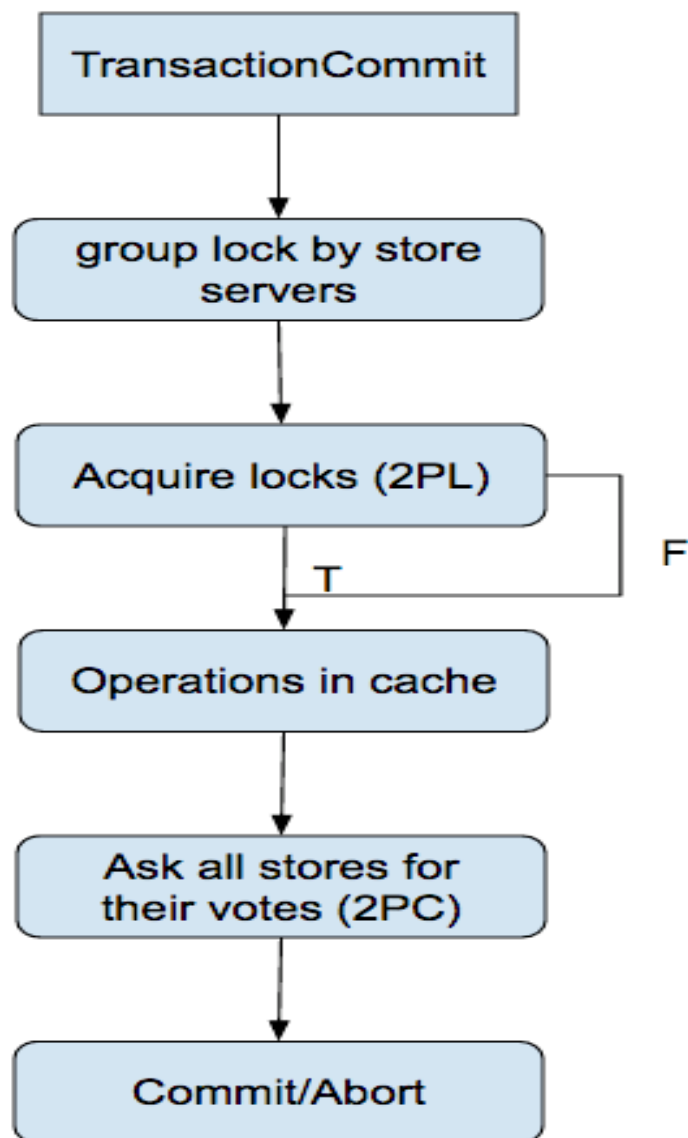 TransactionCommit
group lock by store
servers
Acquire locks (2PL)
F
T
Operations in cache
Ask all stores for
their votes (2PC)
Commit/Abort